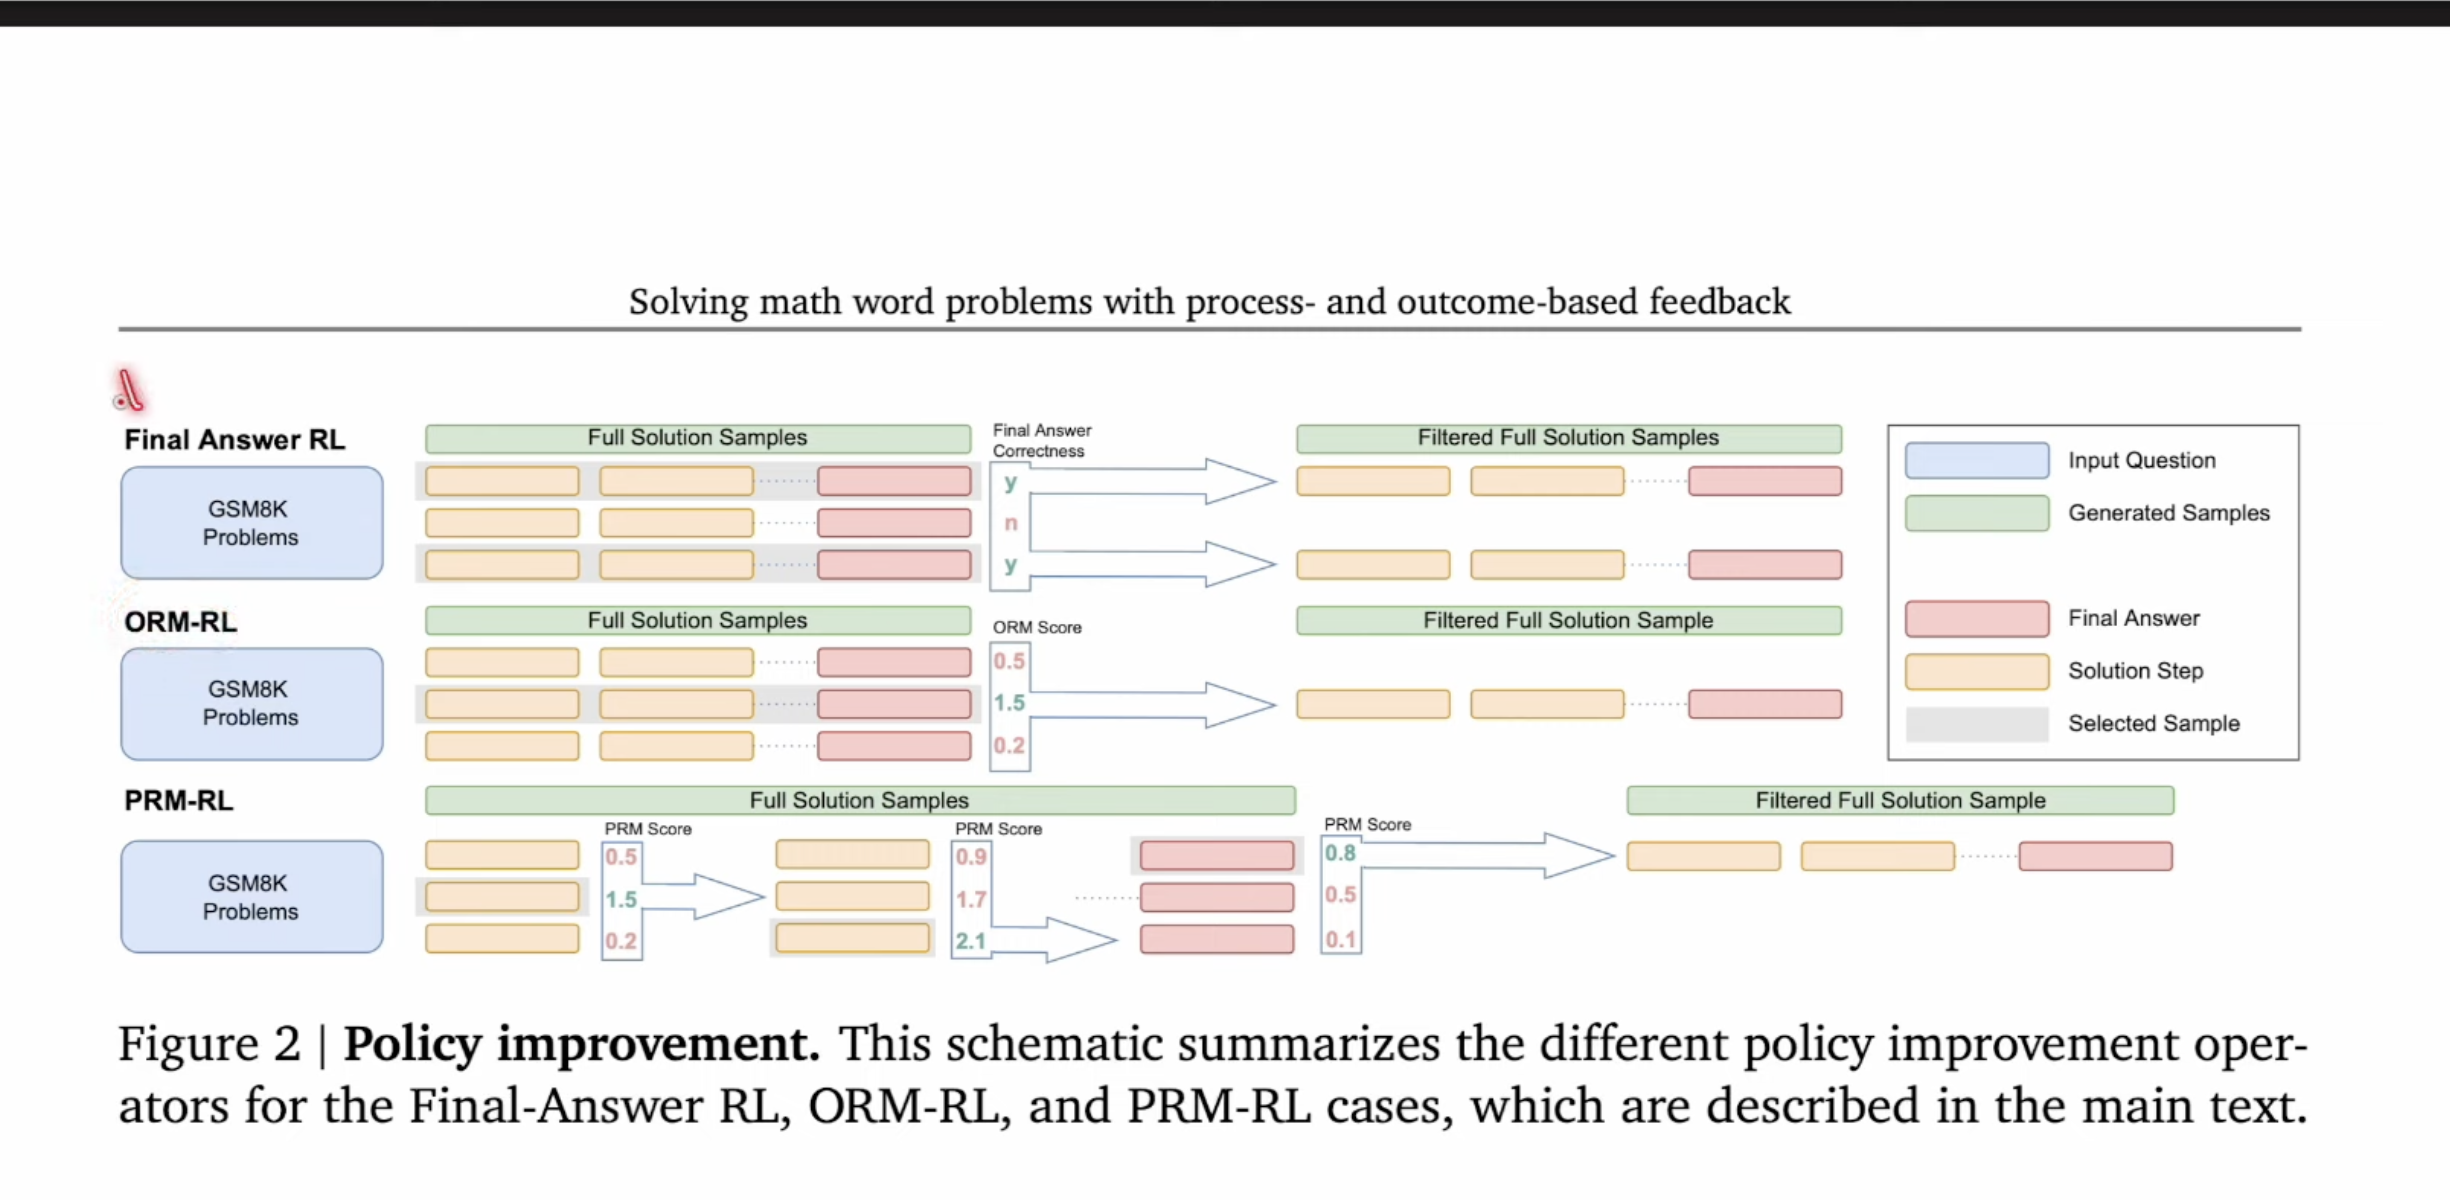 Solving math word problems with process- and outcome-based feedback
Final Answer RL
Full Solution Samples
Final Answer
Correctness
Filtered Full Solution Samples
GSM8K
Problems
y
n
y
Input Question
Generated Samples
Final Answer
Solution Step
Selected Sample
ORM-RL
Full Solution Samples
ORM Score
Filtered Full Solution Sample
GSM8K
Problems
0.5
1.5
0.2
PRM-RL
Full Solution Samples
Filtered Full Solution Sample
GSM8K
Problems
PRM Score
0.5
1.5
0.2
PRM Score
0.9
1.7
2.1
PRM Score
0.8
0.5
0.1
Figure 2 | Policy improvement. This schematic summarizes the different policy improvement oper-
ators for the Final-Answer RL, ORM-RL, and PRM-RL cases, which are described in the main text.